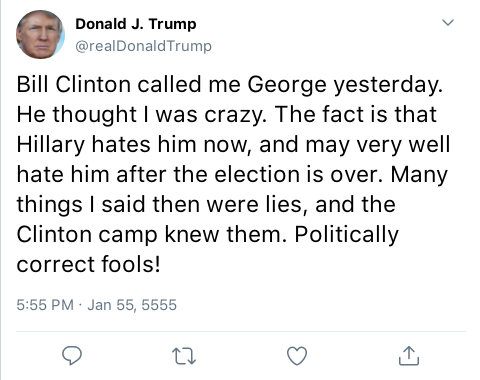 Donald J. Trump
@realDonaldTrump
Bill Clinton called me George yesterday.
He thought I was crazy. The fact is that
Hillary hates him now, and may very well
hate him after the election is over. Many
things I said then were lies, and the
Clinton camp knew them. Politically
correct fools!
5:55 PM · Jan 55, 5555